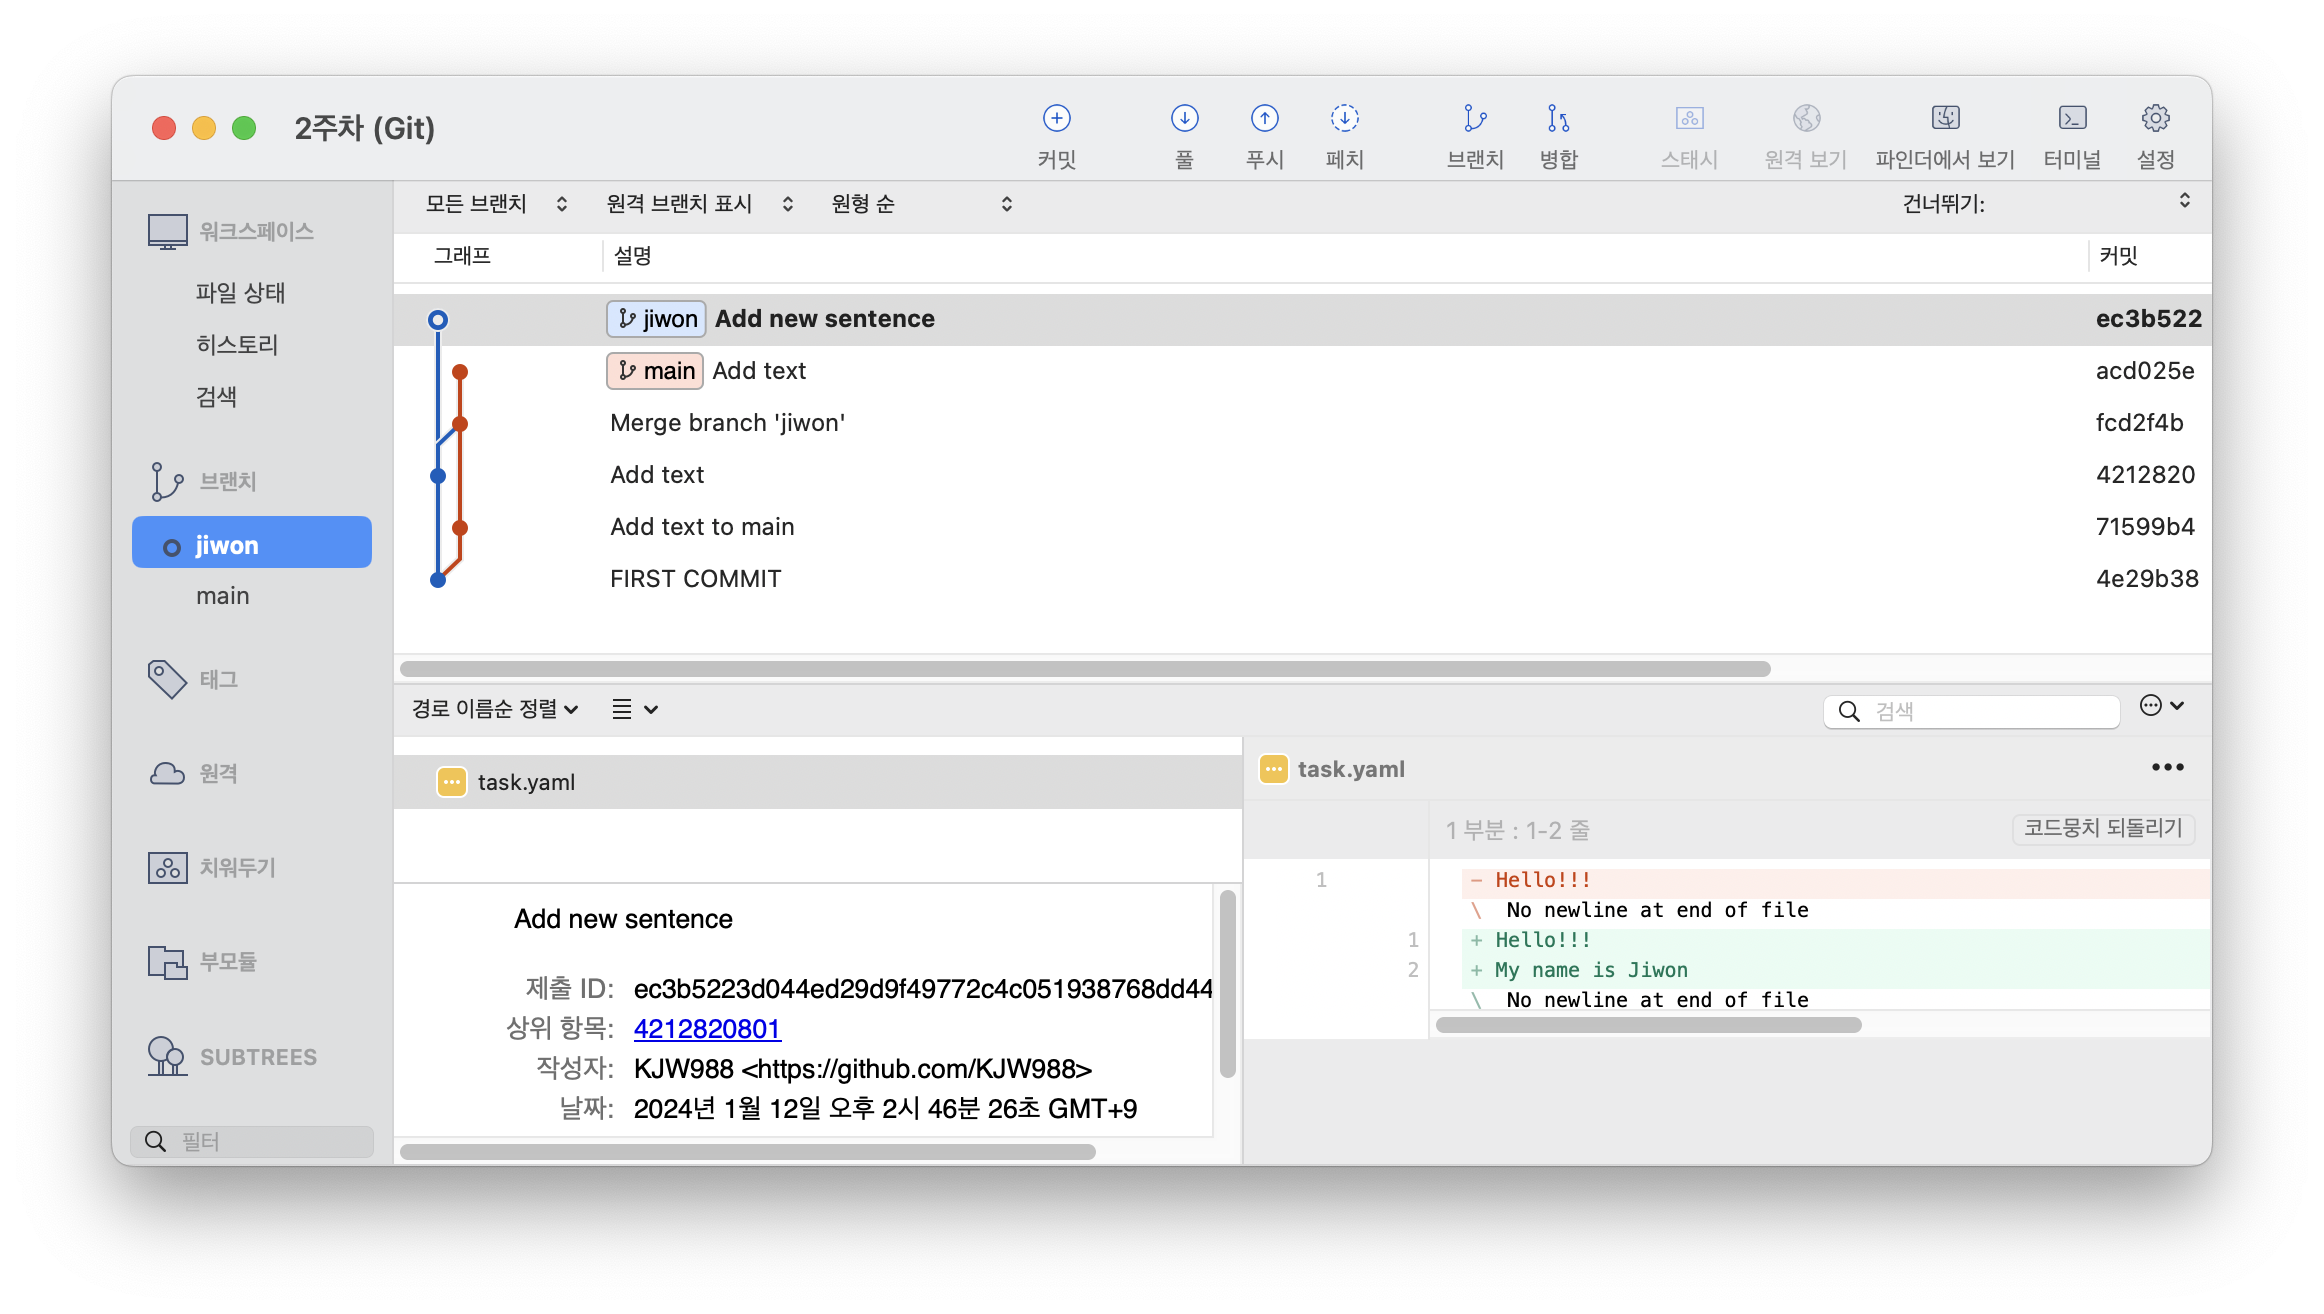 2주차 (Git)
커밋 풀 푸시 페치 브랜치 병합 스태시 원격 보기 파인더에서 보기 터미널 설정
워크스페이스
파일 상태
히스토리
검색
브랜치
jiwon
main
태그
원격
치워두기
부모듈
SUBTREES
필터
모든 브랜치 원격 브랜치 표시 원형 순 건너뛰기:
그래프 설명 커밋
jiwon Add new sentence ec3b522
main Add text acd025e
Merge branch 'jiwon' fcd2f4b
Add text 4212820
Add text to main 71599b4
FIRST COMMIT 4e29b38
경로 이름순 정렬 검색
task.yaml
Add new sentence
제출 ID: ec3b5223d044ed29d9f49772c4c051938768dd44
상위 항목: 4212820801
작성자: KJW988 <https://github.com/KJW988>
날짜: 2024년 1월 12일 오후 2시 46분 26초 GMT+9
task.yaml
1 부분 : 1-2 줄 코드뭉치 되돌리기
1 - Hello!!!
\ No newline at end of file
1 + Hello!!!
2 + My name is Jiwon
\ No newline at end of file